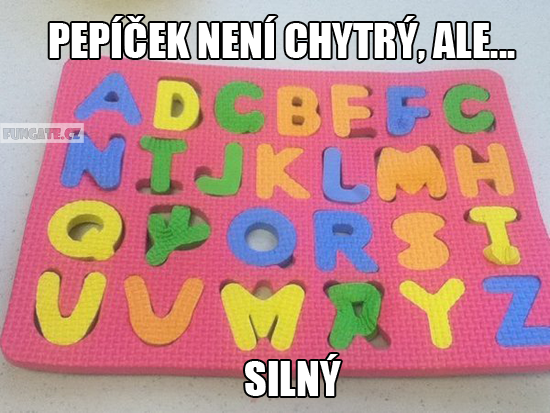 PEPÍČEK NENÍ CHYTRÝ, ALE...
FUNGATE.CZ
A D C B F F C
N T J K L M H
Q Y O R S I
U U M R Y Z
SILNÝ